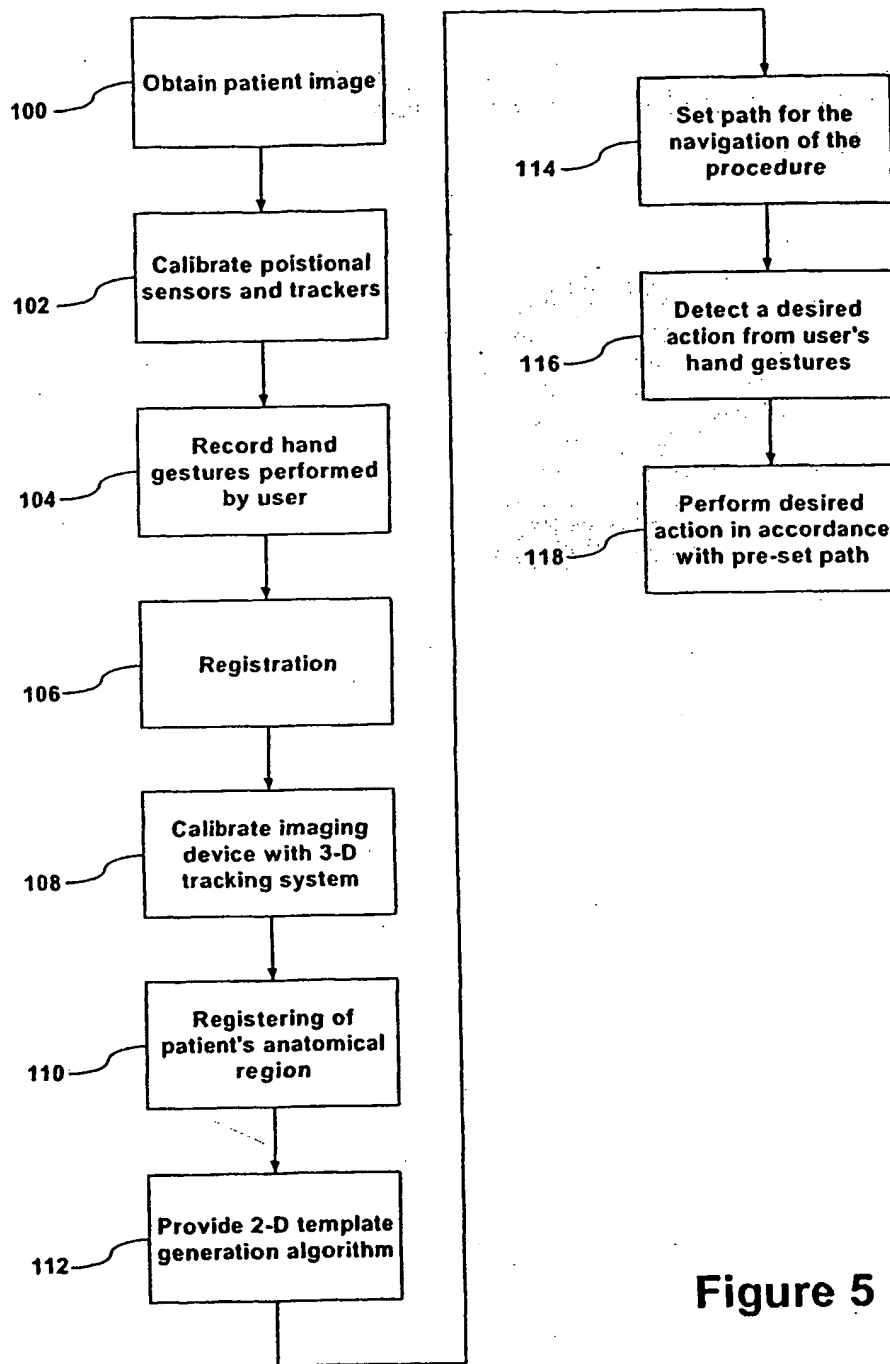 100
Obtain patient image
102
Calibrate poistional
sensors and trackers
104
Record hand
gestures performed
by user
106
Registration
108
Calibrate imaging
device with 3-D
tracking system
110
Registering of
patient's anatomical
region
112
Provide 2-D template
generation algorithm
114
Set path for the
navigation of the
procedure
116
Detect a desired
action from user's
hand gestures
118
Perform desired
action in accordance
with pre-set path
Figure 5